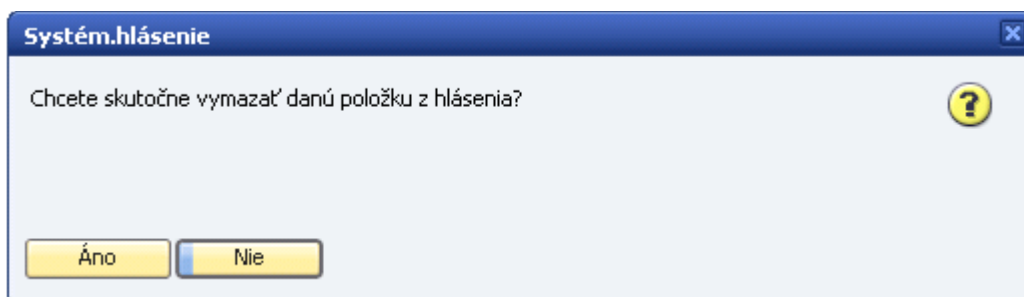 Systém.hlásenie
Chcete skutočne vymazať danú položku z hlásenia?
Áno
Nie